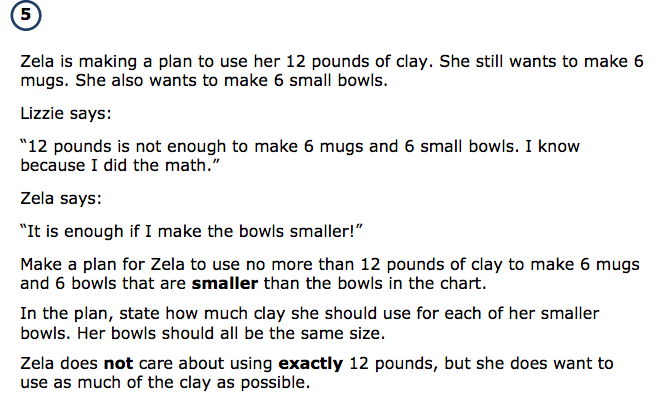 5
Zela is making a plan to use her 12 pounds of clay. She still wants to make 6
mugs. She also wants to make 6 small bowls.
Lizzie says:
"12 pounds is not enough to make 6 mugs and 6 small bowls. I know
because I did the math."
Zela says:
"It is enough if I make the bowls smaller!"
Make a plan for Zela to use no more than 12 pounds of clay to make 6 mugs
and 6 bowls that are smaller than the bowls in the chart.
In the plan, state how much clay she should use for each of her smaller
bowls. Her bowls should all be the same size.
Zela does not care about using exactly 12 pounds, but she does want to
use as much of the clay as possible.